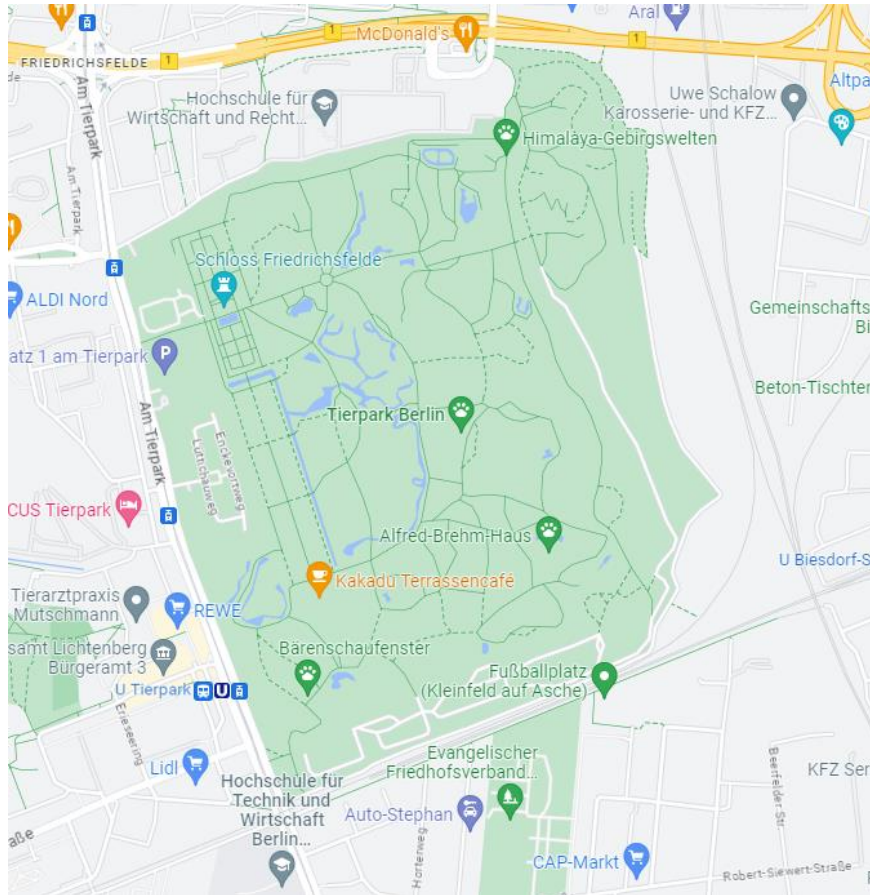 Aral
McDonald's
1
1
1
FRIEDRICHSFELDE
Am Tierpark
Am Tierpark
Hochschule für
Wirtschaft und Recht...
Uwe Schalow
Karosserie- und KFZ...
Altpa
Himalaya-Gebirgswelten
Schloss Friedrichsfelde
ALDI Nord
Gemeinschafts
Bi
atz 1 am Tierpark
P
Beton-Tischter
Tierpark Berlin
Am Tierpark
Enckevortweg
Lüttichauweg
CUS Tierpark
Alfred-Brehm-Haus
U Biesdorf-S
Kakadu Terrassencafé
Tierarztpraxis
Mutschmann
REWE
samt Lichtenberg
Bürgeramt 3
Bärenschaufenster
Fußballplatz
(Kleinfeld auf Asche)
U Tierpark
U
Erieseering
Evangelischer
Friedhofsverband...
Lidl
Hochschule für
Technik und
Wirtschaft
Berlin...
KFZ Ser
Beerfelder Str
Auto-Stephan
aße
Horterweg
CAP-Markt
Robert-Siewert-Straße